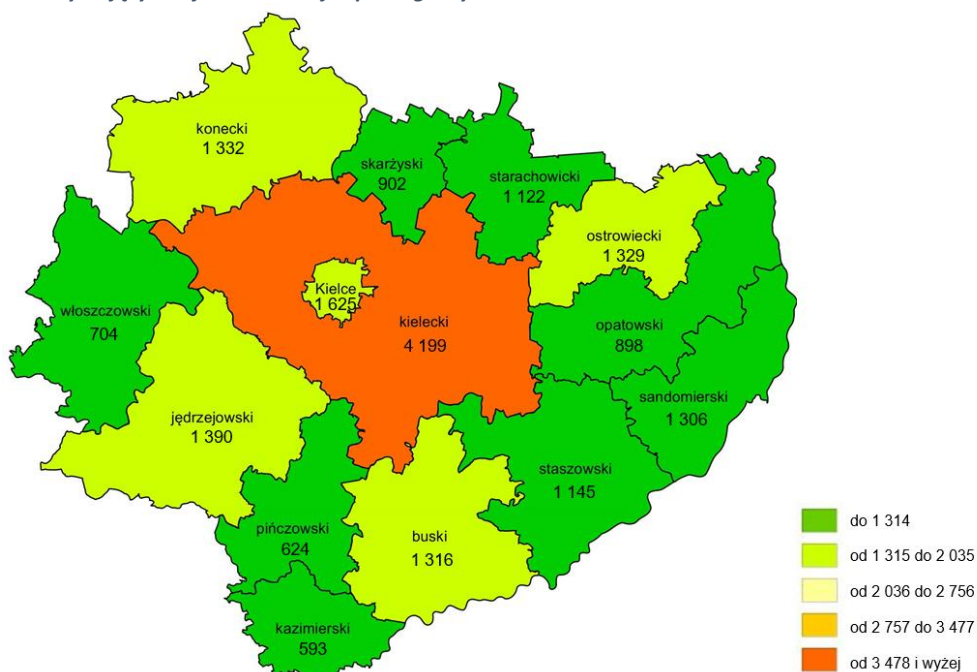 konecki
1 332
skarżyski
902
starachowicki
1 122
ostrowiecki
1 329
włoszczowski
704
Kielce
1 625
kielecki
4 199
opatowski
898
sandomierski
1 306
jędrzejowski
1 390
staszowski
1 145
pińczowski
624
buski
1 316
kazimierski
593
do 1 314
od 1 315 do 2 035
od 2 036 do 2 756
od 2 757 do 3 477
od 3 478 i wyżej